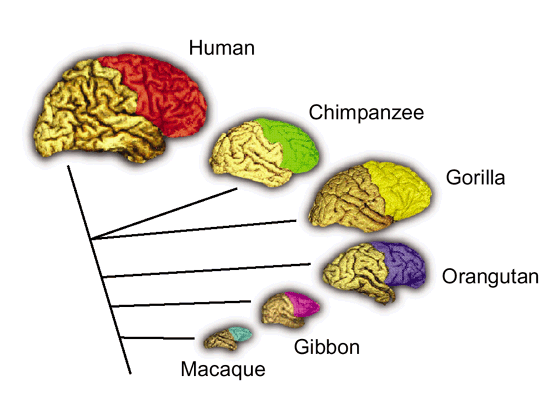 Human
Chimpanzee
Gorilla
Orangutan
Gibbon
Macaque